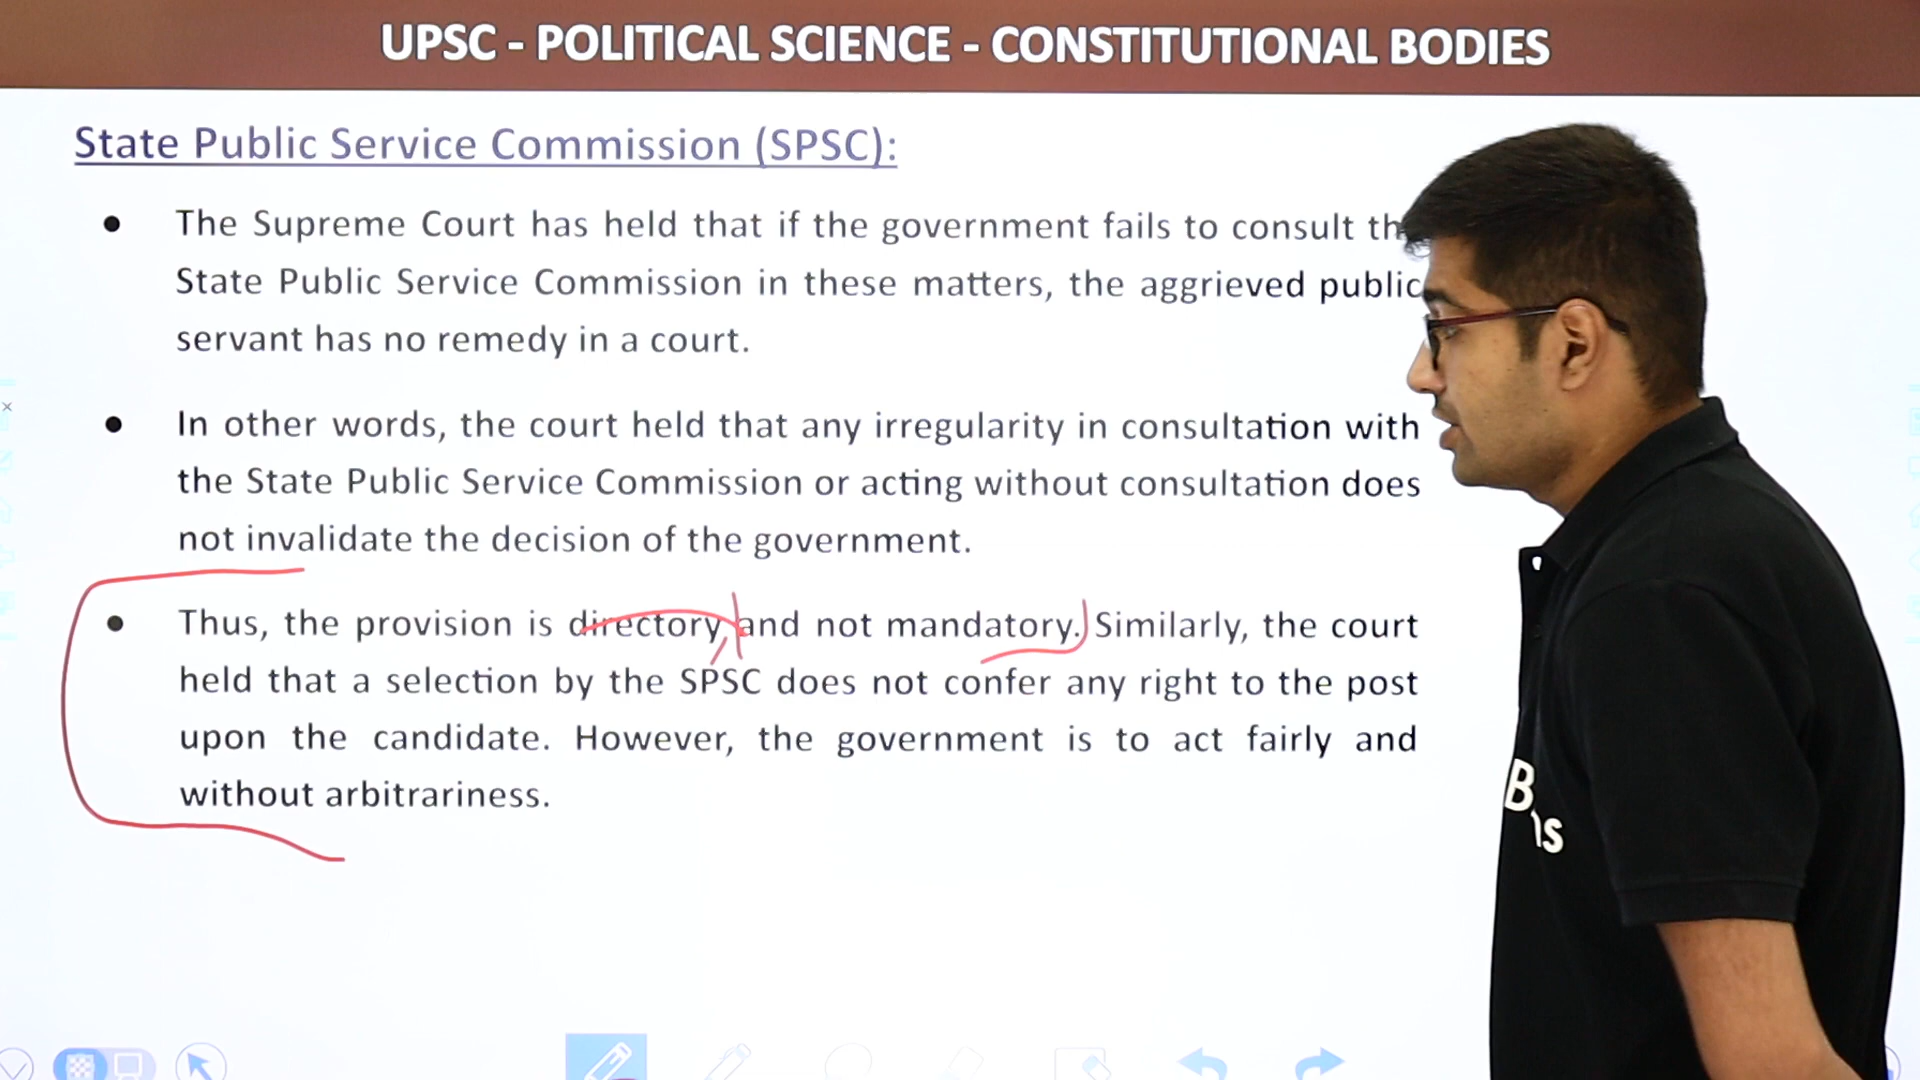 UPSC - POLITICAL SCIENCE - CONSTITUTIONAL BODIES
State Public Service Commission (SPSC):
• The Supreme Court has held that if the government fails to consult th
State Public Service Commission in these matters, the aggrieved public
servant has no remedy in a court.
• In other words, the court held that any irregularity in consultation with
the State Public Service Commission or acting without consultation does
not invalidate the decision of the government.
• Thus, the provision is directory, and not mandatory. Similarly, the court
held that a selection by the SPSC does not confer any right to the post
upon the candidate. However, the government is to act fairly and
without arbitrariness.